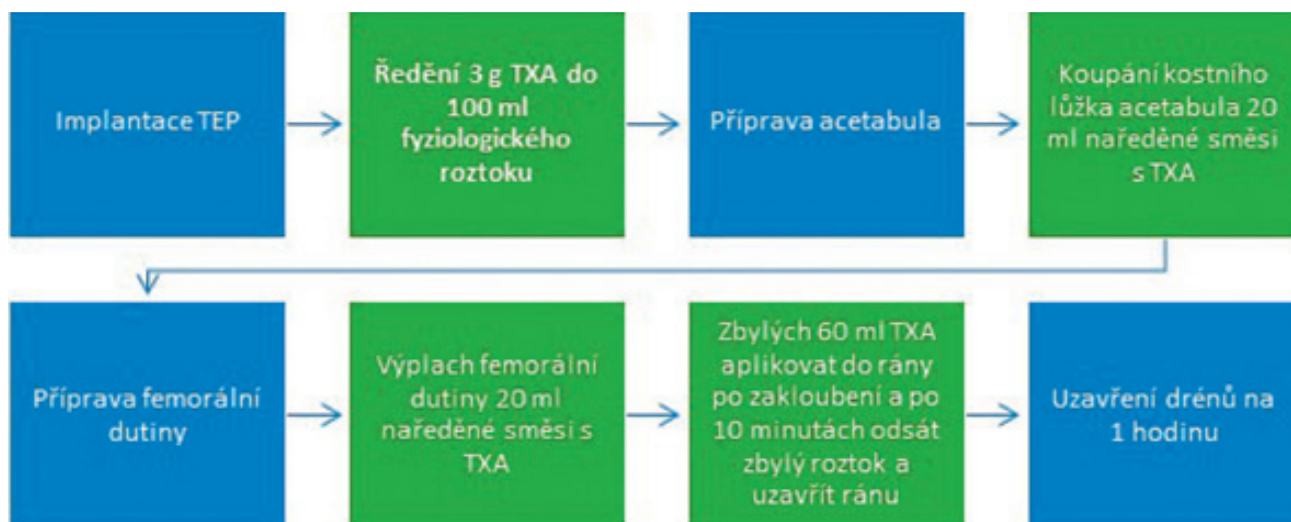 Implantace TEP
Ředění 3 g TXA do
100 ml
fyziologického
roztoku
Příprava acetabula
Koupání kostního
lůžka acetabula 20
ml naředěné směsi
s TXA
Příprava femorální
dutiny
Výplach femorální
dutiny 20 ml
naředěné směsi s
TXA
Zbylých 60 ml TXA
aplikovat do rány
po zakloubení a po
10 minutách odsát
zbylý roztok a
uzavřít ránu
Uzavření drénů na
1 hodinu